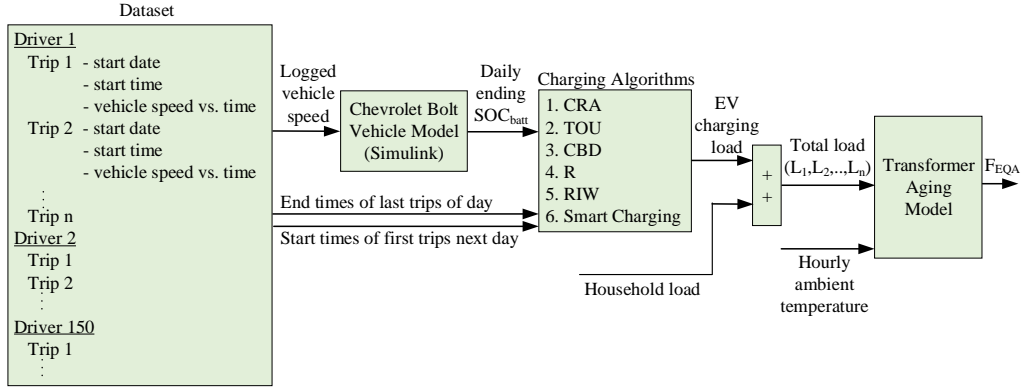 Dataset
Driver 1
Trip 1 - start date
- start time
- vehicle speed vs. time
Trip 2 - start date
- start time
- vehicle speed vs. time
Trip n
Driver 2
Trip 1
Trip 2
Driver 150
Trip 1
Logged
vehicle
speed
Chevrolet Bolt
Vehicle Model
(Simulink)
Daily
ending
SOCbatt
End times of last trips of day
Start times of first trips next day
Charging Algorithms
1. CRA
2. TOU
3. CBD
4. R
5. RIW
6. Smart Charging
EV
charging
load
Household load
+
+
Total load
(L1,L2,..,Ln)
Hourly
ambient
temperature
Transformer
Aging
Model
FEQA